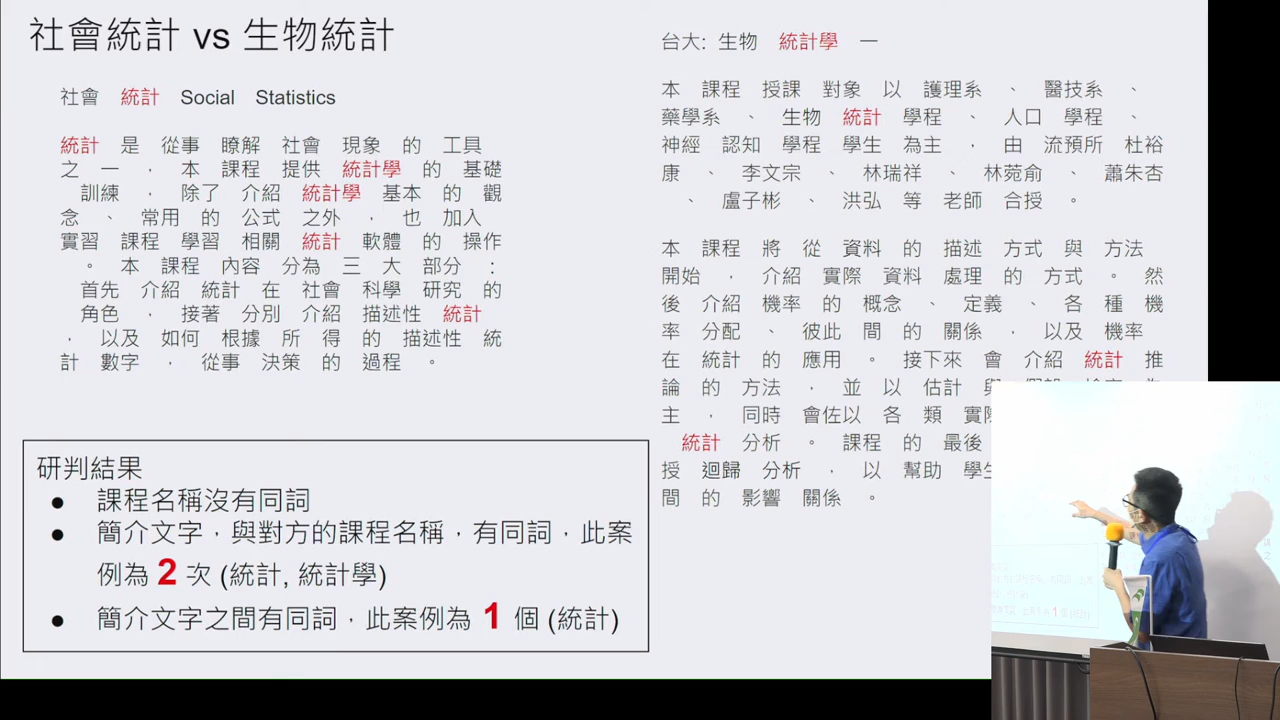 社會統計 vs 生物統計
社會 統計 Social Statistics
統計 是 從事 瞭解 社會 現象 的 工具
之 一 ， 本 課程 提供 統計學 的 基礎
訓練 ， 除了 介紹 統計學 基本 的 觀
念 、 常用 的 公式 之外 ， 也 加入
實習 課程 學習 相關 統計 軟體 的 操作
。 本 課程 內容 分為 三 大 部分 ：
首先 介紹 統計 在 社會 科學 研究 的
角色 ， 接著 分別 介紹 描述性 統計
， 以及 如何 根據 所 得 的 描述性 統
計 數字 ， 從事 決策 的 過程 。
研判結果
● 課程名稱沒有同詞
● 簡介文字，與對方的課程名稱，有同詞，此案
例為 2 次 (統計, 統計學)
● 簡介文字之間有同詞，此案例為 1 個 (統計)
台大: 生物 統計學 一
本 課程 授課 對象 以 護理系 、 醫技系 、
藥學系 、 生物 統計 學程 、 人口 學程 、
神經 認知 學程 學生 為主 ， 由 流預所 杜裕
康 、 李文宗 、 林瑞祥 、 林菀俞 、 蕭朱杏
、 盧子彬 、 洪弘 等 老師 合授 。
本 課程 將 從 資料 的 描述 方式 與 方法
開始 ， 介紹 實際 資料 處理 的 方式 。 然
後 介紹 機率 的 概念 、 定義 、 各 種 機
率 分配 、 彼此 間 的 關係 ， 以及 機率
在 統計 的 應用 。 接下來 會 介紹 統計 推
論 的 方法 ， 並 以 估計 與
主 ， 同時 會佐以 各 類 實際
統計 分析 。 課程 的 最後
授 迴歸 分析 ， 以 幫助 學生
間 的 影響 關係 。